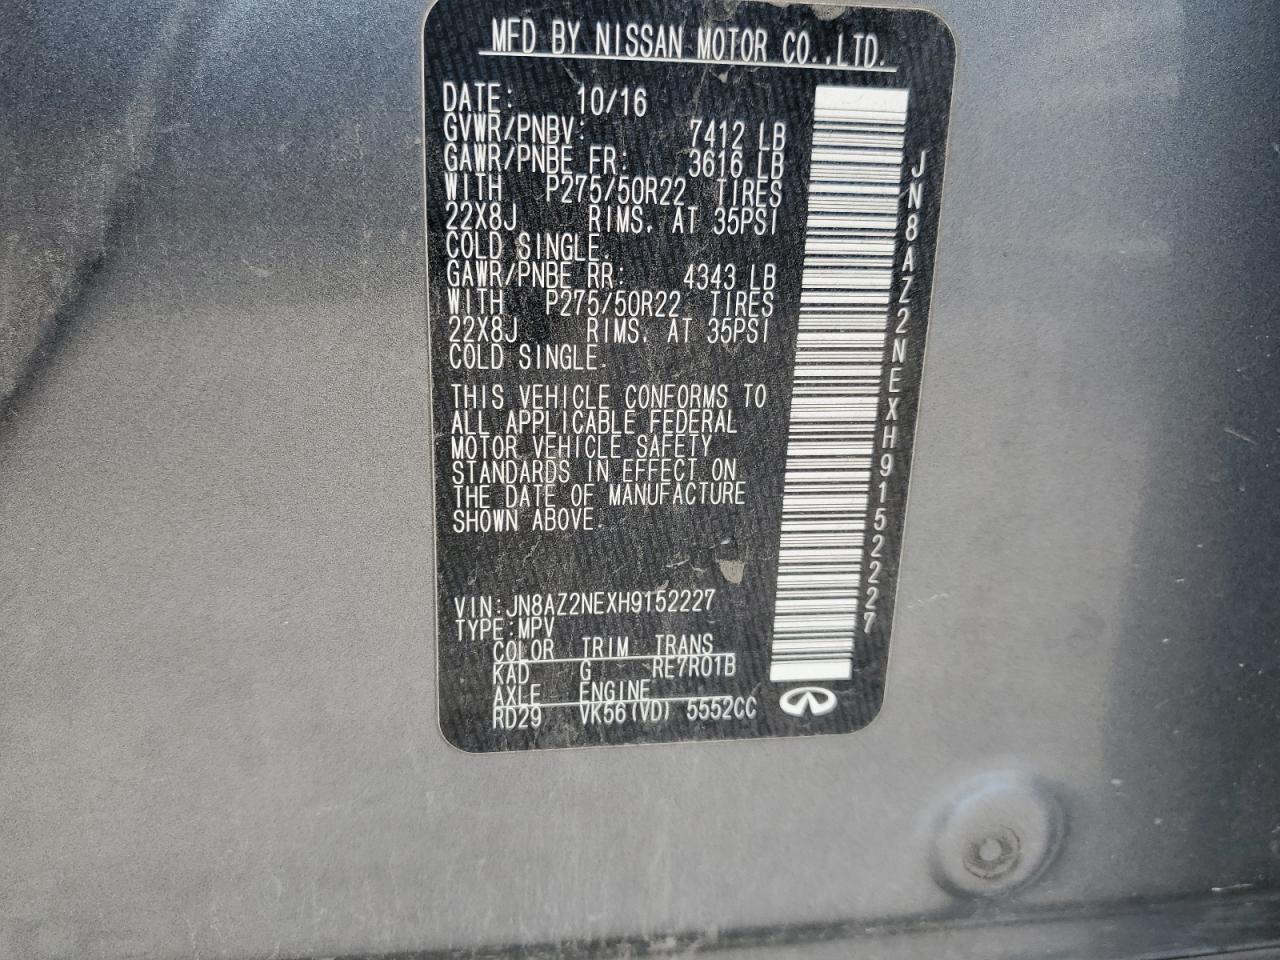 MFD BY NISSAN MOTOR CO.,LTD.
DATE: 10/16
GVWR/PNBV: 7412 LB
GAWR/PNBE FR: 3616 LB
WITH P275/50R22 TIRES
22X8J RIMS. AT 35PSI
COLD SINGLE.
GAWR/PNBE RR: 4343 LB
WITH P275/50R22 TIRES
22X8J RIMS. AT 35PSI
COLD SINGLE.
THIS VEHICLE CONFORMS TO
ALL APPLICABLE FEDERAL
MOTOR VEHICLE SAFETY
STANDARDS IN EFFECT ON
THE DATE OF MANUFACTURE
SHOWN ABOVE.
VIN:JN8AZ2NEXH9152227
TYPE:MPV
COLOR TRIM TRANS
KAD G RE7R01B
AXLE ENGINE
RD29 VK56(VD) 5552CC
JN8AZ2NEXH9152227